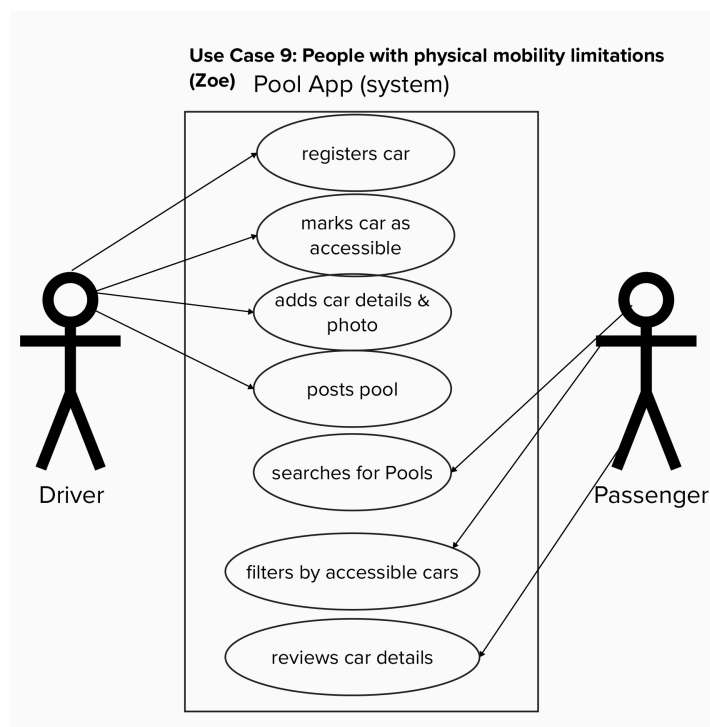 Use Case 9: People with physical mobility limitations
(Zoe) Pool App (system)
registers car
marks car as
accessible
adds car details &
photo
posts pool
searches for Pools
Driver
Passenger
filters by accessible cars
reviews car details